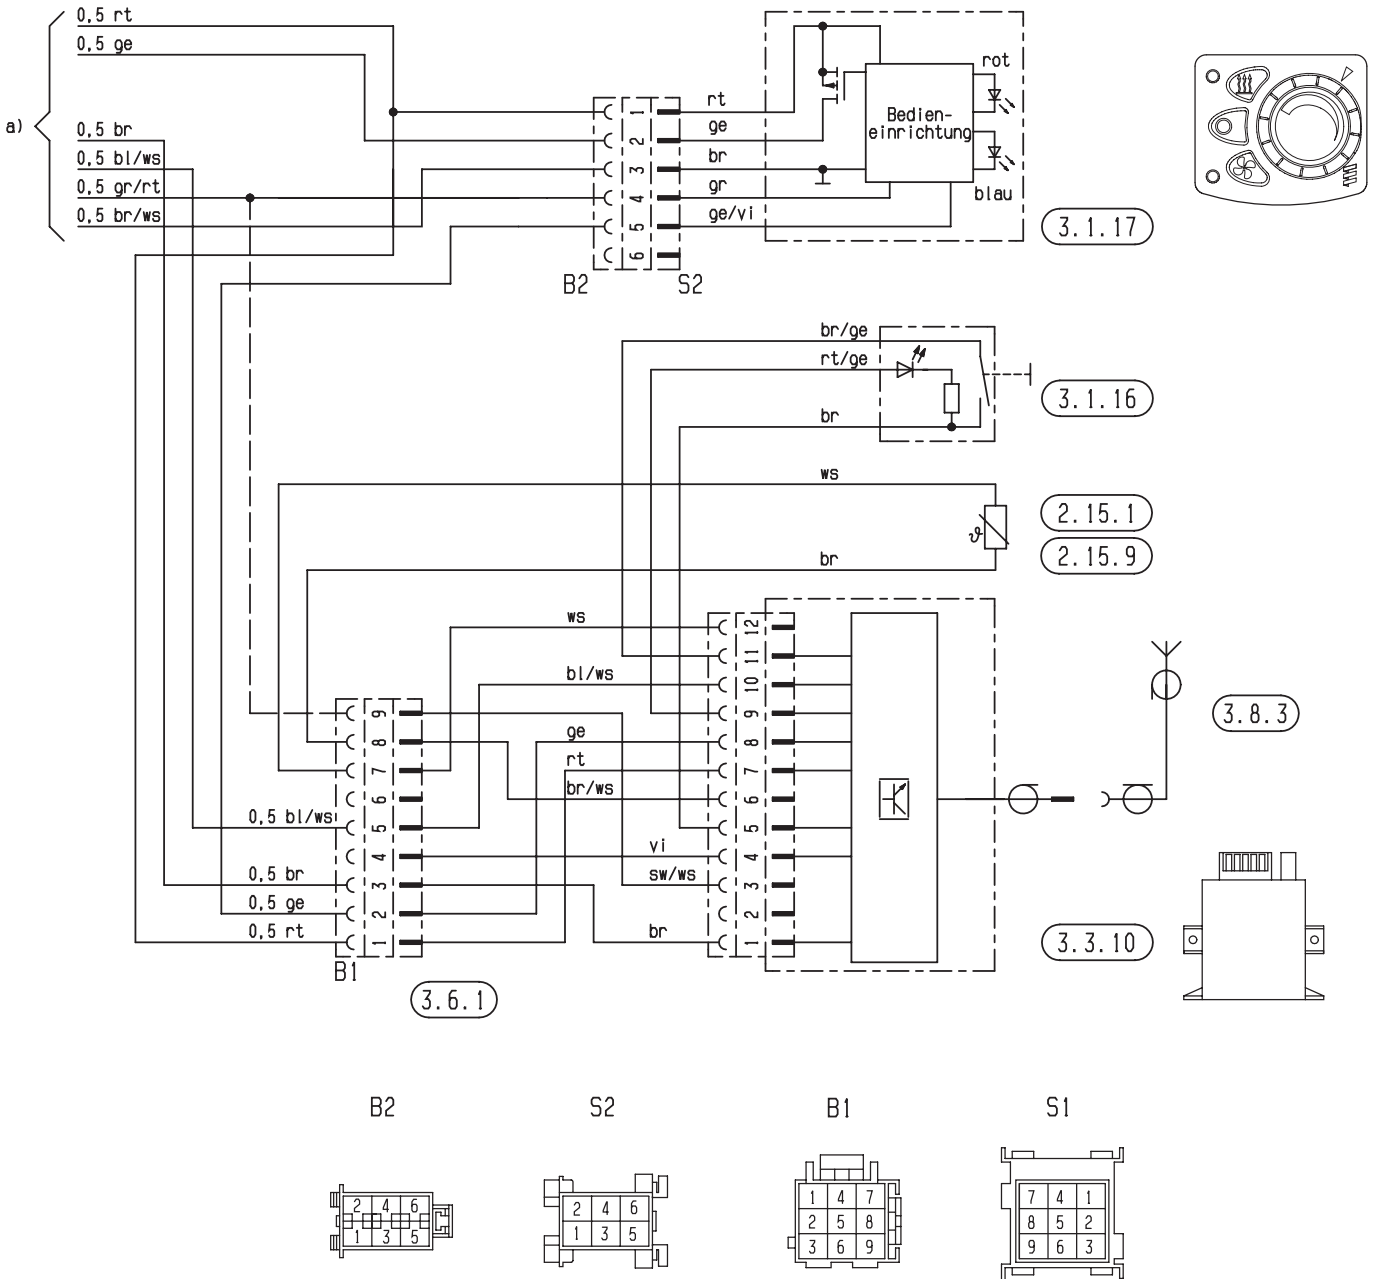 a)
0,5 rt
0,5 ge
0,5 br
0,5 bl/ws
0,5 gr/rt
0,5 br/ws
rt
ge
br
gr
ge/vi
1
2
3
4
5
6
B2
S2
Bedien-
einrichtung
rot
blau
3.1.17
br/ge
rt/ge
br
3.1.16
ws
ϑ
br
2.15.1
2.15.9
ws
bl/ws
ge
rt
br/ws
vi
sw/ws
br
12
11
10
9
8
7
6
5
4
3
2
1
3.8.3
3.3.10
9
8
7
6
5
4
3
2
1
0,5 bl/ws
0,5 br
0,5 ge
0,5 rt
B1
3.6.1
B2
S2
B1
S1
2 4 6
1 3 5
2 4 6
1 3 5
1 4 7
2 5 8
3 6 9
7 4 1
8 5 2
9 6 3